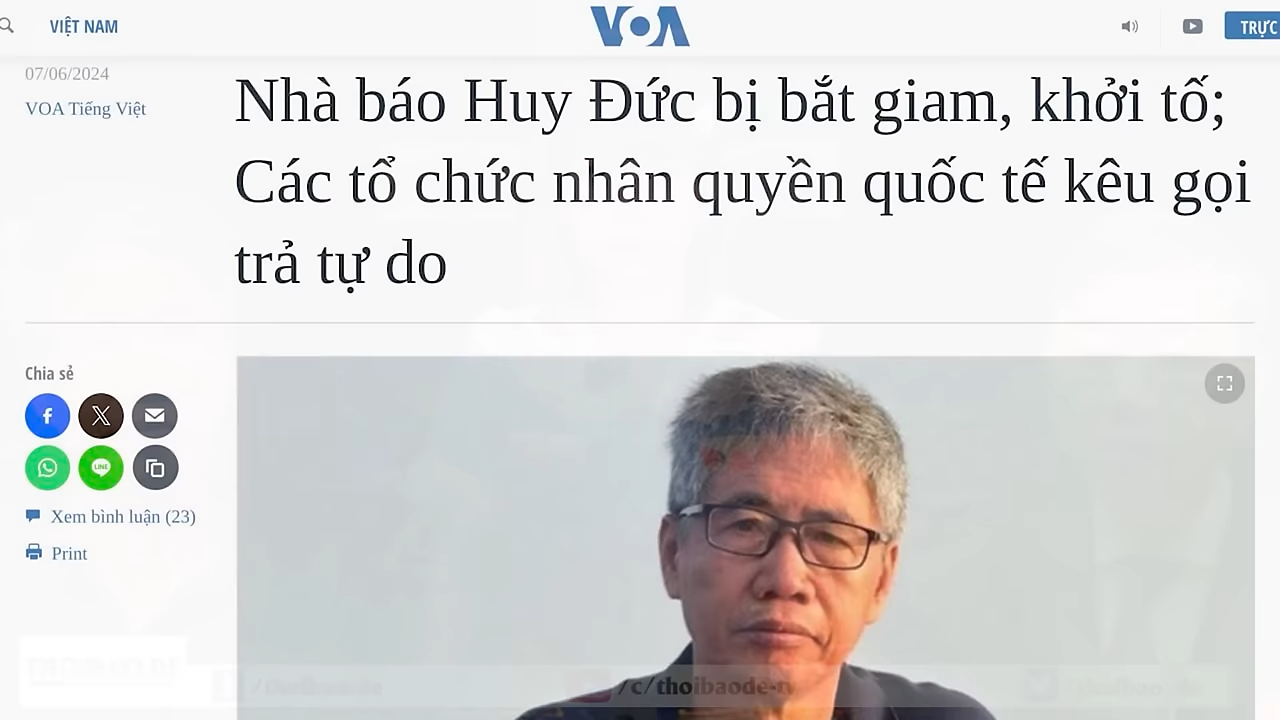 VIỆT NAM
VOA
TRỰC
07/06/2024
VOA Tiếng Việt
Nhà báo Huy Đức bị bắt giam, khởi tố;
Các tổ chức nhân quyền quốc tế kêu gọi
trả tự do
Chia sẻ
LINE
Xem bình luận (23)
Print
/c/thoibaode-tv